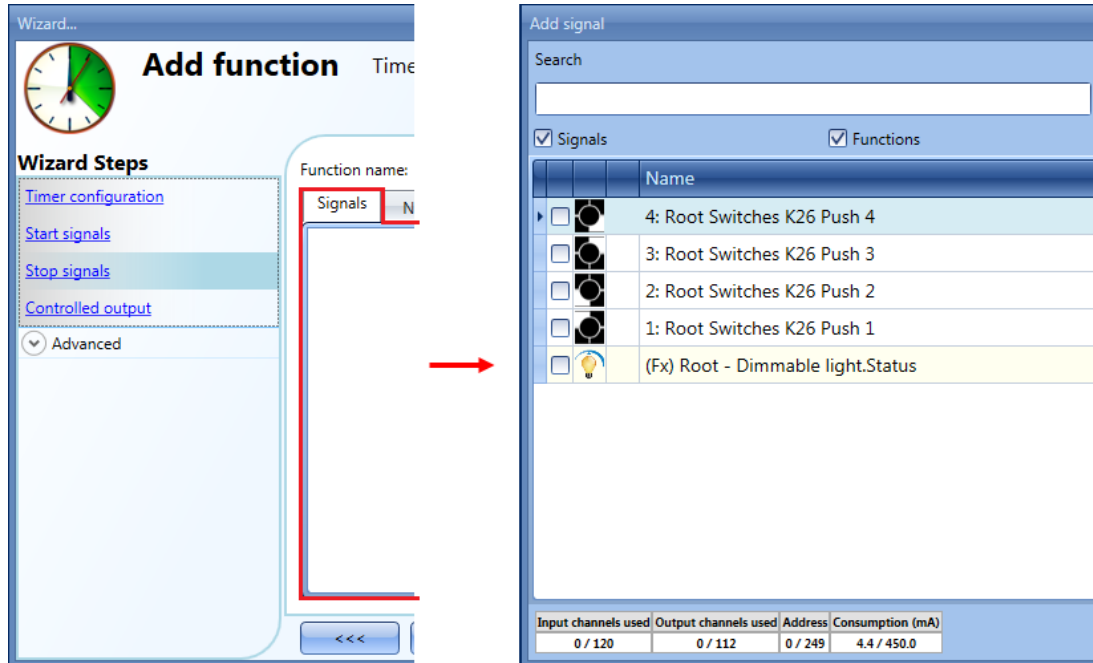 Wizard...
Add function Time
Wizard Steps
Timer configuration
Start signals
Stop signals
Controlled output
Advanced
Function name:
Signals N
<<<
Add signal
Search
Signals Functions
Name
4: Root Switches K26 Push 4
3: Root Switches K26 Push 3
2: Root Switches K26 Push 2
1: Root Switches K26 Push 1
(Fx) Root - Dimmable light.Status
Input channels used Output channels used Address Consumption (mA)
0 / 120 0 / 112 0 / 249 4.4 / 450.0